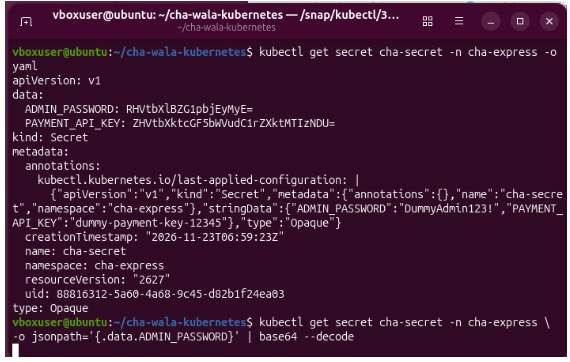 vboxuser@ubuntu: ~/cha-wala-kubernetes — /snap/kubectl/3...
~/cha-wala-kubernetes
vboxuser@ubuntu:~/cha-wala-kubernetes$ kubectl get secret cha-secret -n cha-express -o
yaml
apiVersion: v1
data:
  ADMIN_PASSWORD: RHVtbXlBZG1pbjEyMyE=
  PAYMENT_API_KEY: ZHVtbXktcGF5bWVudC1rZXktMTIzNDU=
kind: Secret
metadata:
  annotations:
    kubectl.kubernetes.io/last-applied-configuration: |
      {"apiVersion":"v1","kind":"Secret","metadata":{"annotations":{},"name":"cha-secre
t","namespace":"cha-express"},"stringData":{"ADMIN_PASSWORD":"DummyAdmin123!","PAYMENT_
API_KEY":"dummy-payment-key-12345"},"type":"Opaque"}
  creationTimestamp: "2026-11-23T06:59:23Z"
  name: cha-secret
  namespace: cha-express
  resourceVersion: "2627"
  uid: 88816312-5a60-4a68-9c45-d82b1f24ea03
type: Opaque
vboxuser@ubuntu:~/cha-wala-kubernetes$ kubectl get secret cha-secret -n cha-express \
-o jsonpath='{.data.ADMIN_PASSWORD}' | base64 --decode